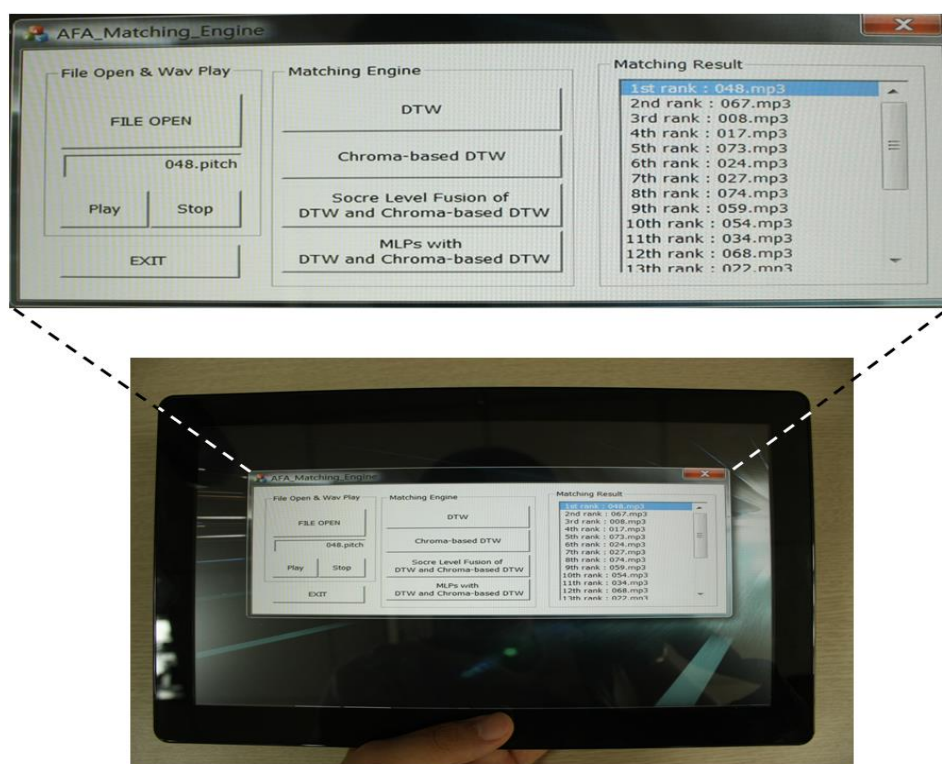 AFA_Matching_Engine
File Open & Wav Play
FILE OPEN
048.pitch
Play
Stop
EXIT
Matching Engine
DTW
Chroma-based DTW
Socre Level Fusion of
DTW and Chroma-based DTW
MLPs with
DTW and Chroma-based DTW
Matching Result
1st rank : 048.mp3
2nd rank : 067.mp3
3rd rank : 008.mp3
4th rank : 017.mp3
5th rank : 073.mp3
6th rank : 024.mp3
7th rank : 027.mp3
8th rank : 074.mp3
9th rank : 059.mp3
10th rank : 054.mp3
11th rank : 034.mp3
12th rank : 068.mp3
13th rank : 022.mp3
AFA_Matching_Engine
File Open & Wav Play
FILE OPEN
048.pitch
Play
Stop
EXIT
Matching Engine
DTW
Chroma-based DTW
Socre Level Fusion of
DTW and Chroma-based DTW
MLPs with
DTW and Chroma-based DTW
Matching Result
1st rank : 048.mp3
2nd rank : 067.mp3
3rd rank : 008.mp3
4th rank : 017.mp3
5th rank : 073.mp3
6th rank : 024.mp3
7th rank : 027.mp3
8th rank : 074.mp3
9th rank : 059.mp3
10th rank : 054.mp3
11th rank : 034.mp3
12th rank : 068.mp3
13th rank : 022.mp3